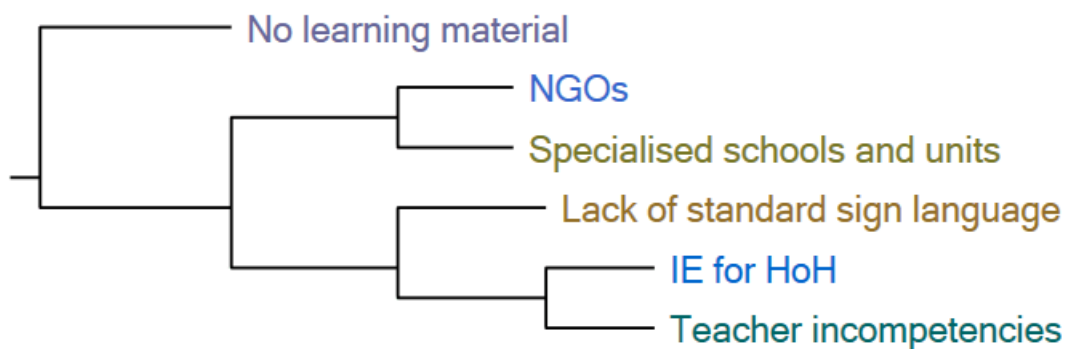 No learning material
NGOs
Specialised schools and units
Lack of standard sign language
IE for HoH
Teacher incompetencies